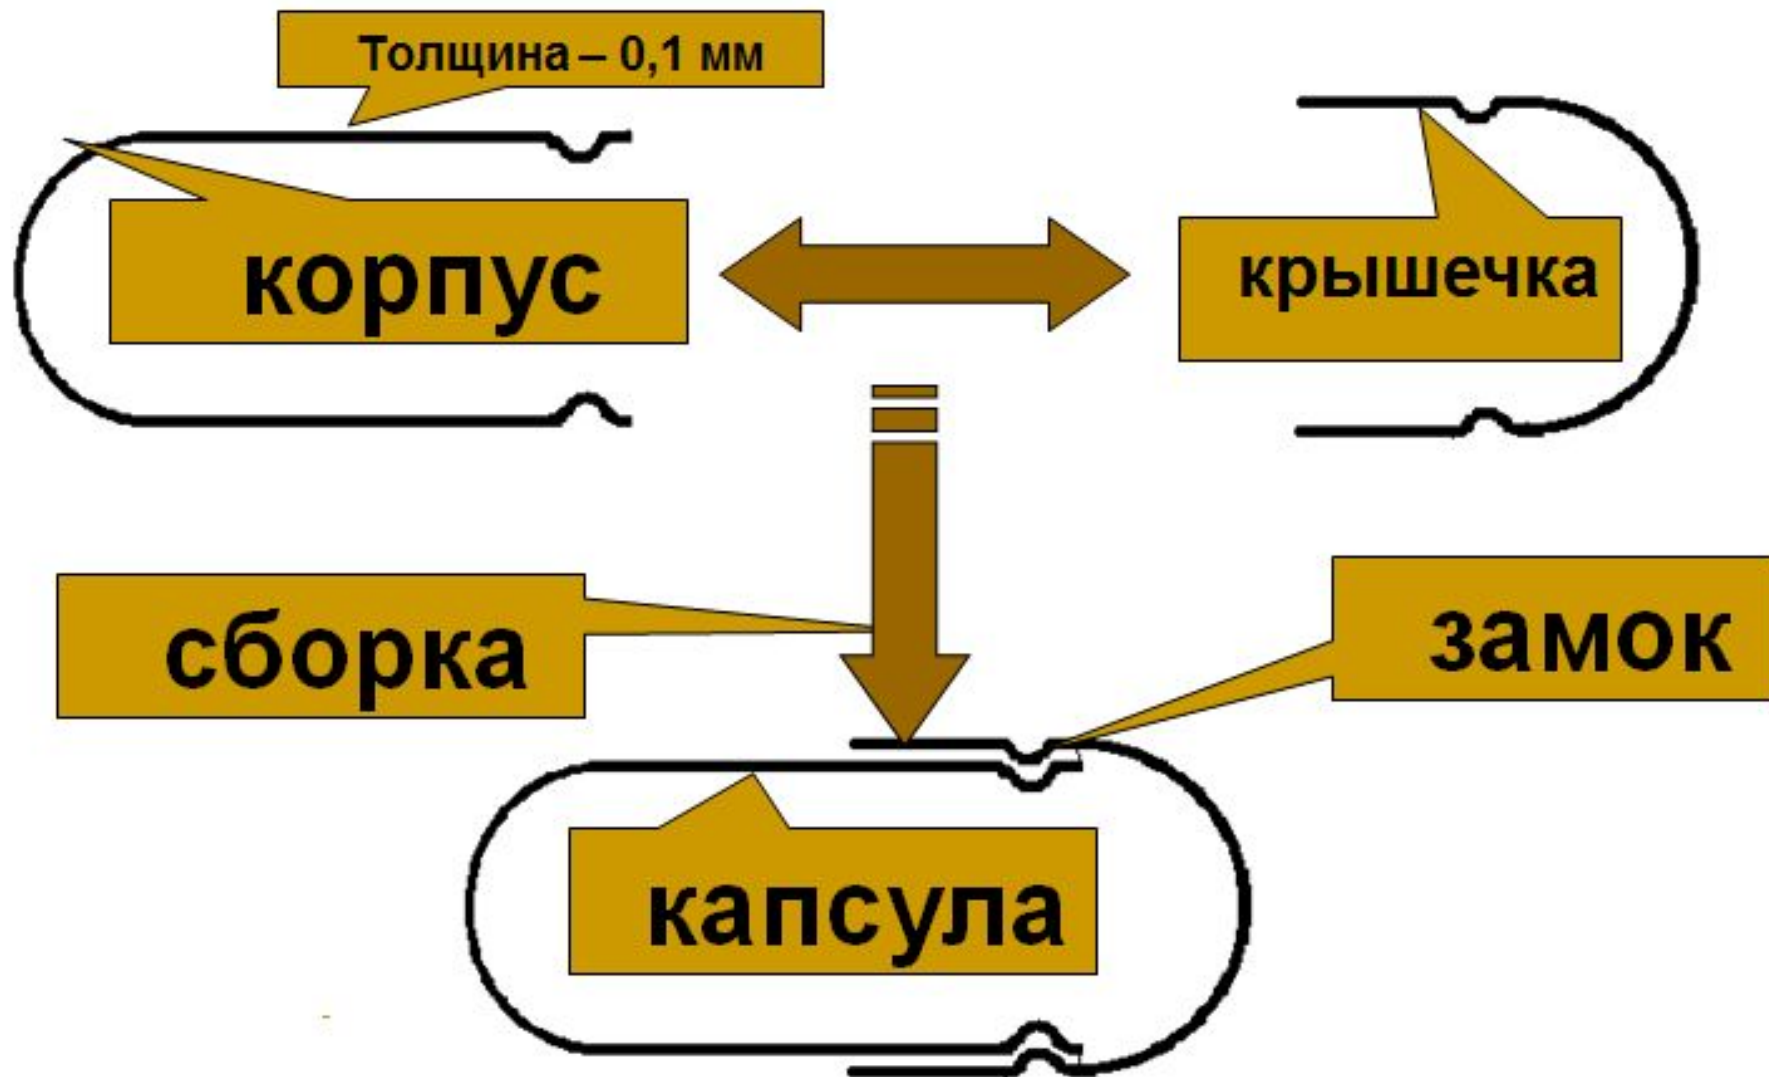 Толщина – 0,1 мм
корпус
крышечка
сборка
замок
капсула